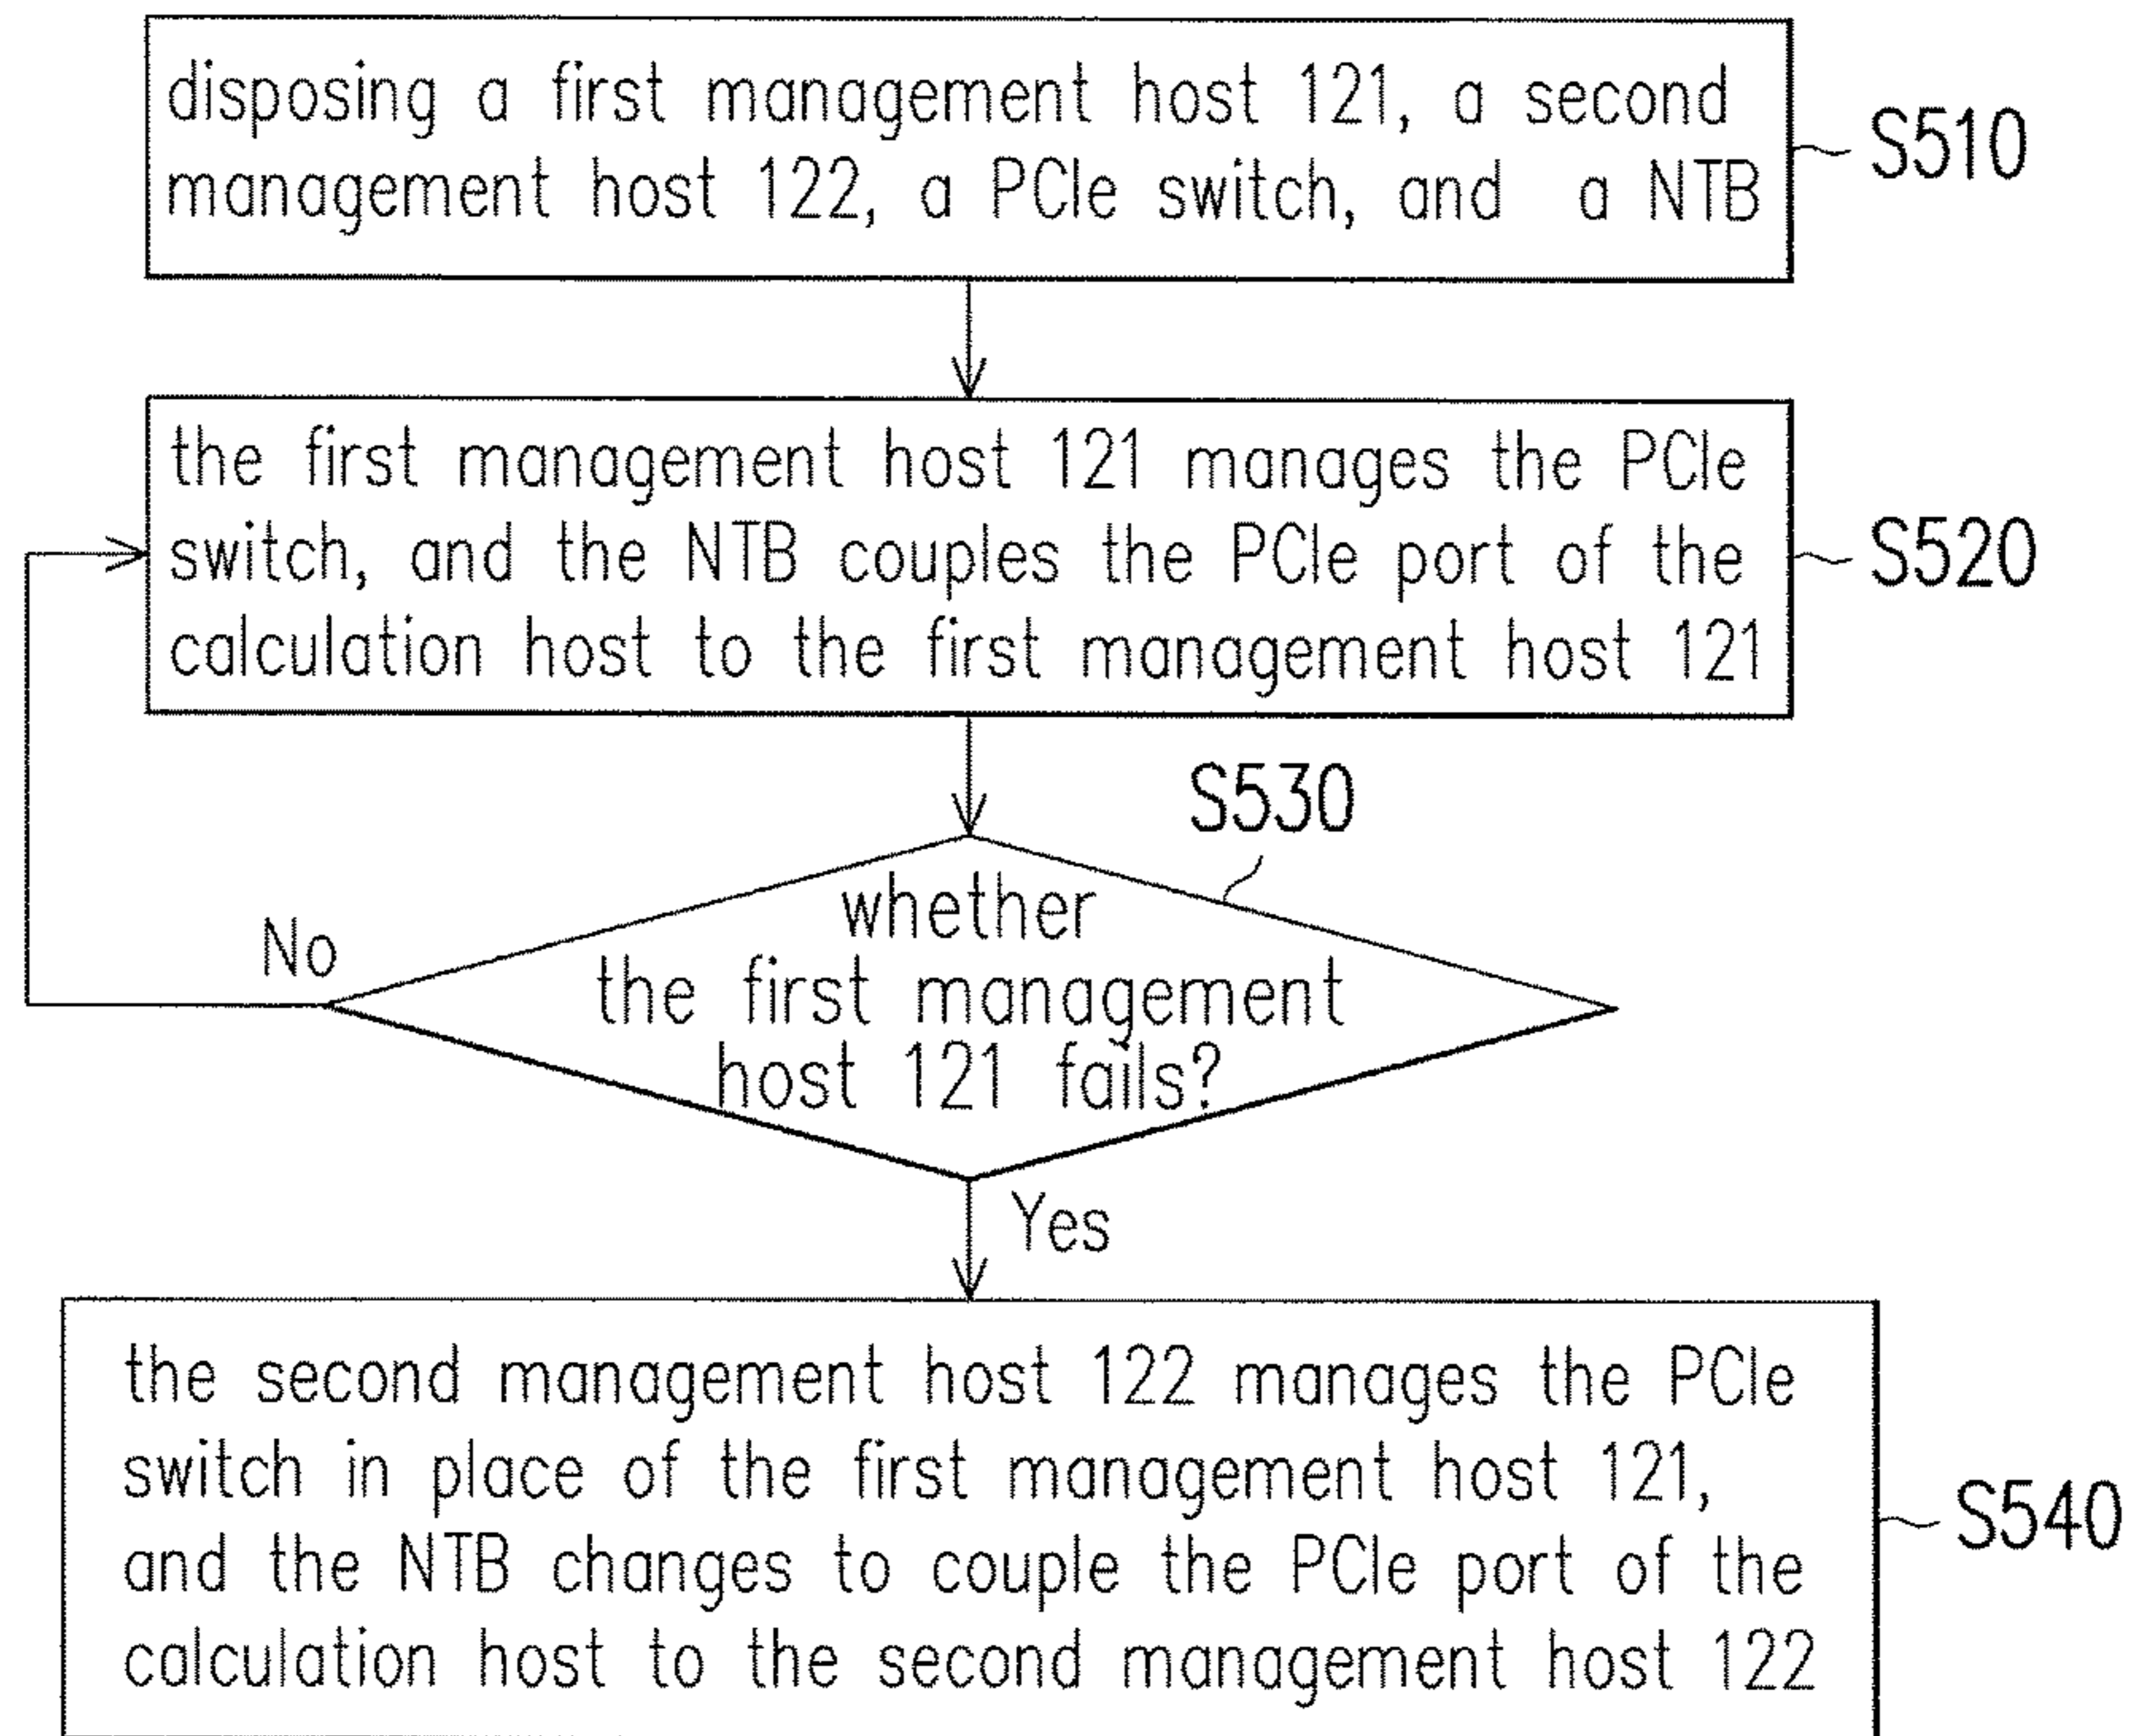 disposing a first management host 121, a second
management host 122, a PCIe switch, and a NTB
S510
the first management host 121 manages the PCIe
switch, and the NTB couples the PCIe port of the
calculation host to the first management host 121
S520
S530
whether
the first management
host 121 fails?
No
Yes
the second management host 122 manages the PCIe
switch in place of the first management host 121,
and the NTB changes to couple the PCIe port of the
calculation host to the second management host 122
S540